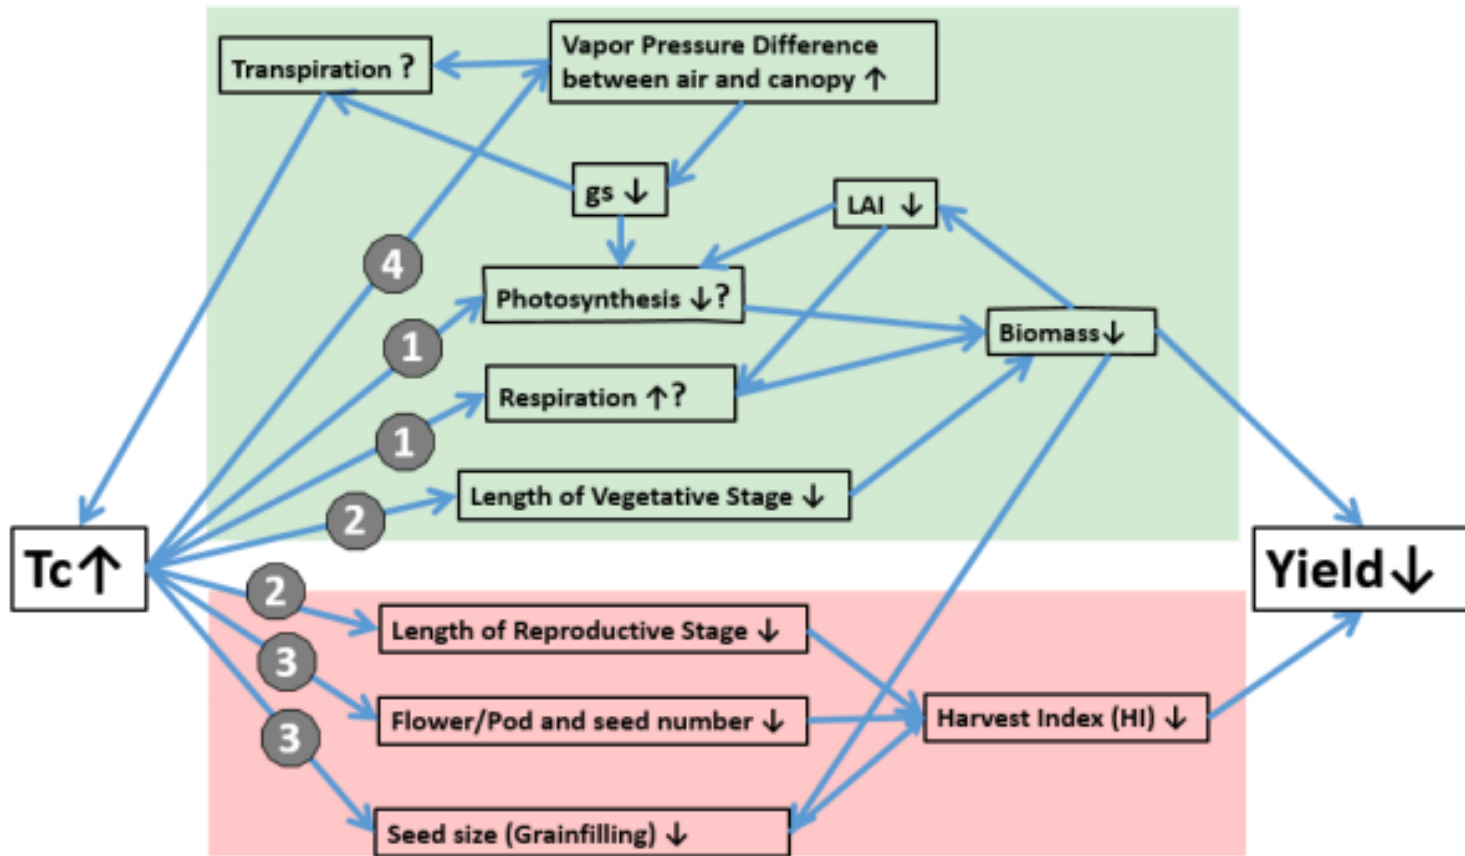 Transpiration ?
Vapor Pressure Difference
between air and canopy ↑
gs ↓
LAI ↓
4
Photosynthesis ↓?
1
Biomass↓
Respiration ↑?
1
Length of Vegetative Stage ↓
2
Tc↑
Yield↓
2
Length of Reproductive Stage ↓
3
Flower/Pod and seed number ↓
Harvest Index (HI) ↓
3
Seed size (Grainfilling) ↓